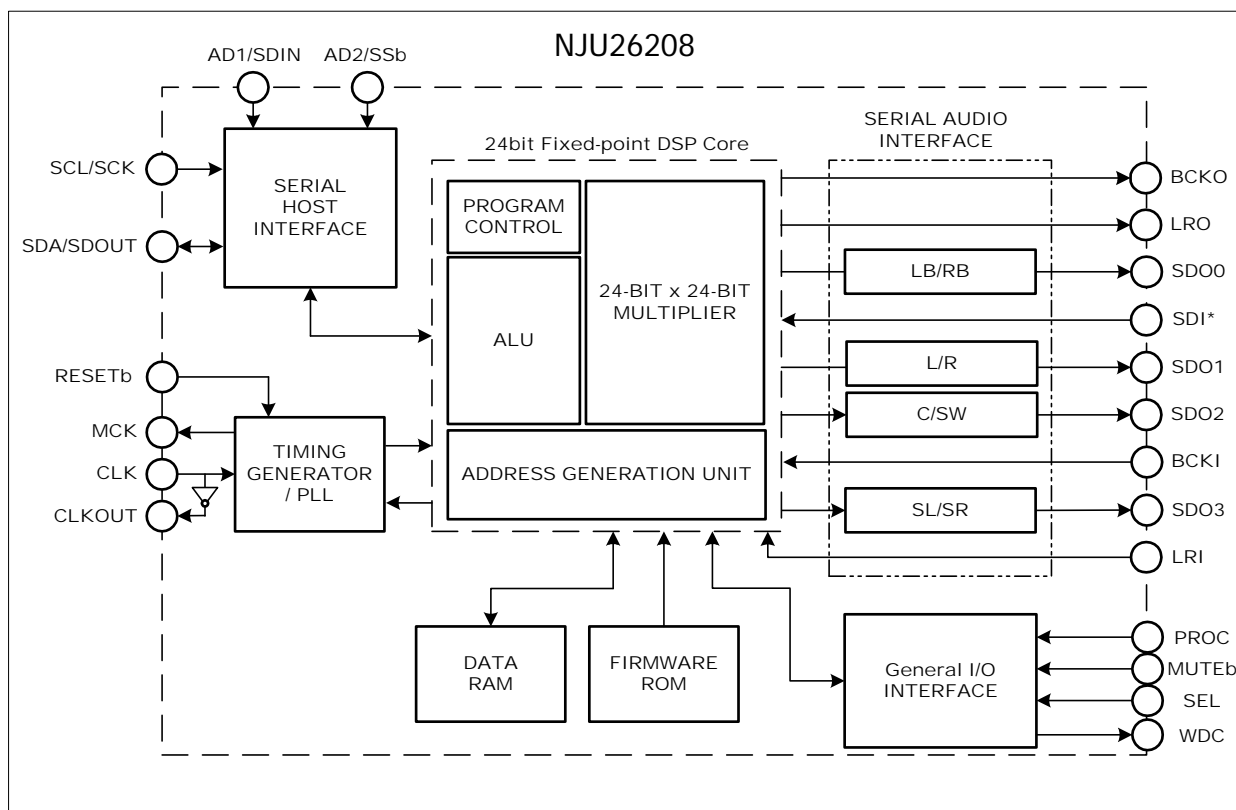 NJU26208
AD1/SDIN
AD2/SSb
SCL/SCK
SDA/SDOUT
SERIAL
HOST
INTERFACE
RESETb
MCK
CLK
CLKOUT
TIMING
GENERATOR
/ PLL
24bit Fixed-point DSP Core
PROGRAM
CONTROL
ALU
24-BIT x 24-BIT
MULTIPLIER
ADDRESS GENERATION UNIT
SERIAL AUDIO
INTERFACE
LB/RB
L/R
C/SW
SL/SR
BCKO
LRO
SDO0
SDI*
SDO1
SDO2
BCKI
SDO3
LRI
DATA
RAM
FIRMWARE
ROM
General I/O
INTERFACE
PROC
MUTEb
SEL
WDC